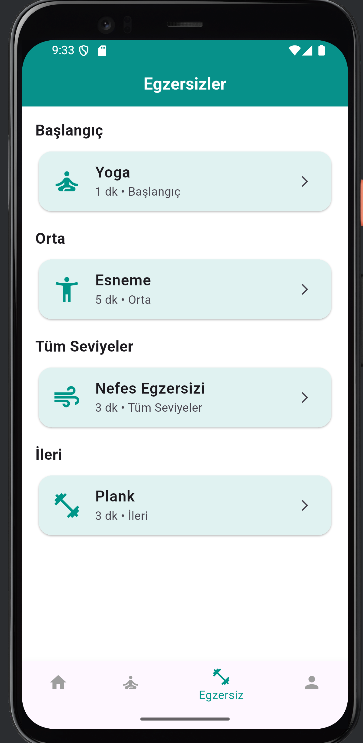 9:33
Egzersizler
Başlangıç
Yoga
1 dk • Başlangıç
Orta
Esneme
5 dk • Orta
Tüm Seviyeler
Nefes Egzersizi
3 dk • Tüm Seviyeler
İleri
Plank
3 dk • İleri
Egzersiz